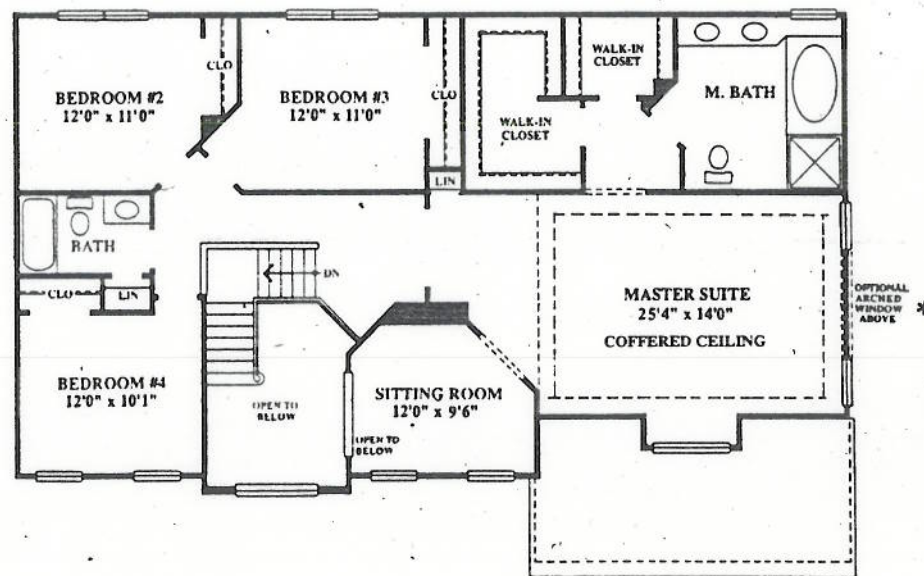 CLO
BEDROOM #2
12'0" x 11'0"
BEDROOM #3
12'0" x 11'0"
CLO
WALK-IN
CLOSET
WALK-IN
CLOSET
M. BATH
LIN
BATH
CLO
LIN
DN
MASTER SUITE
25'4" x 14'0"
COFFERED CEILING
OPTIONAL
ARCHED
WINDOW
ABOVE
*
BEDROOM #4
12'0" x 10'1"
OPEN TO
BELOW
SITTING ROOM
12'0" x 9'6"
OPEN TO
BELOW